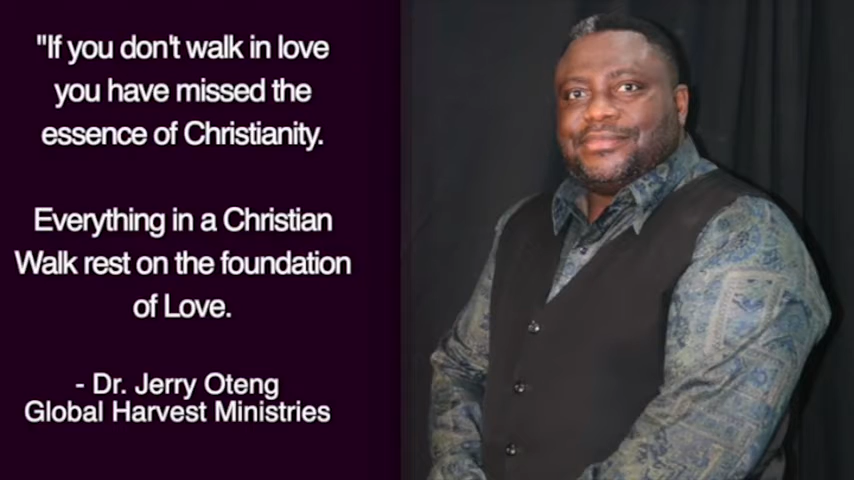 "If you don't walk in love
you have missed the
essence of Christianity.
Everything in a Christian
Walk rest on the foundation
of Love.
- Dr. Jerry Oteng
Global Harvest Ministries